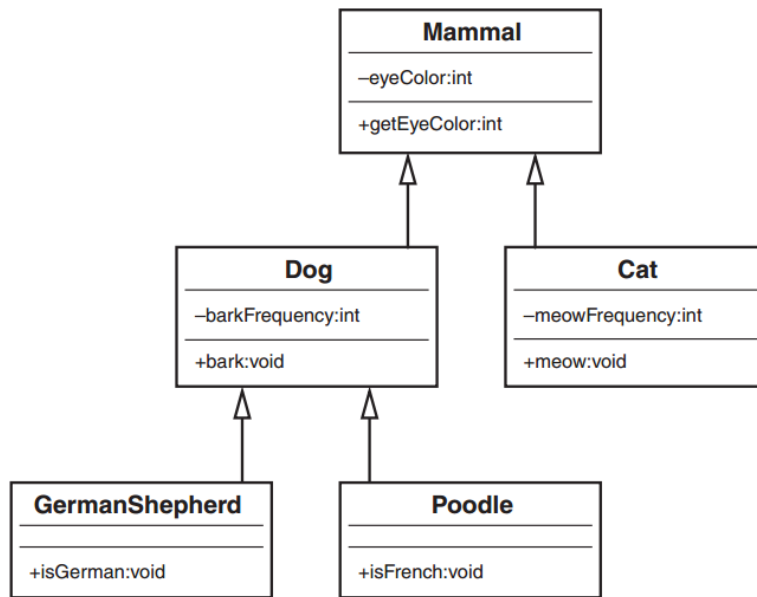 Mammal
–eyeColor:int
+getEyeColor:int
Dog
–barkFrequency:int
+bark:void
Cat
–meowFrequency:int
+meow:void
GermanShepherd
+isGerman:void
Poodle
+isFrench:void